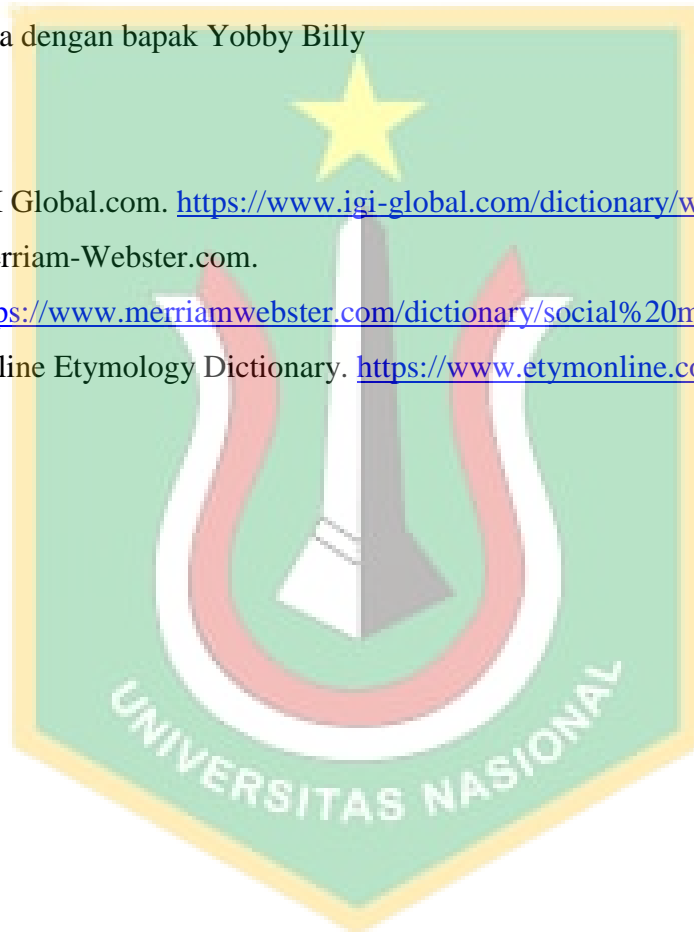 a dengan bapak Yobby Billy
Global.com. https://www.igi-global.com/dictionary/w
rriam-Webster.com.
ps://www.merriamwebster.com/dictionary/social%20m
line Etymology Dictionary. https://www.etymonline.co
UNIVERSITAS NASIONAL